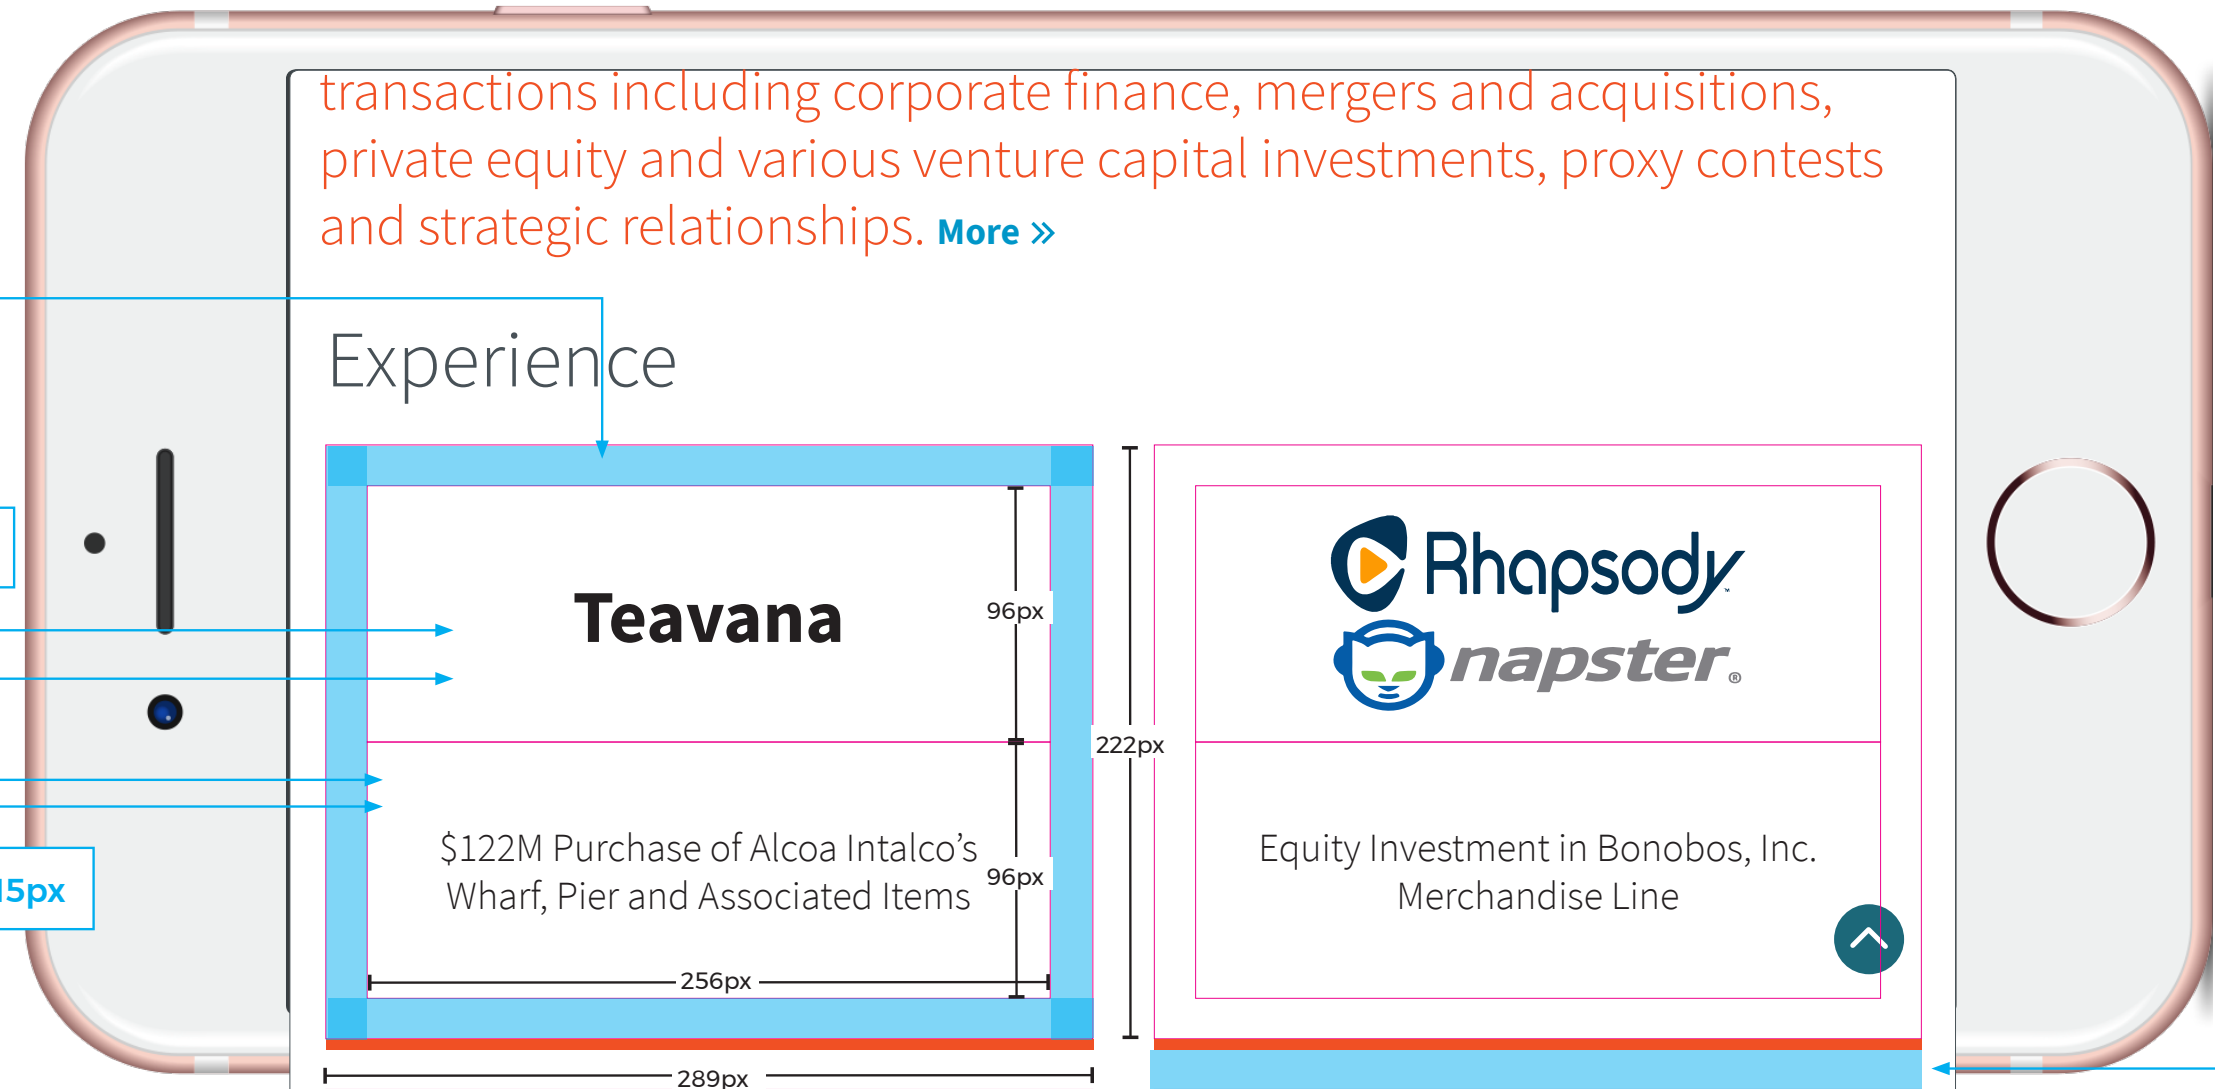 transactions including corporate finance, mergers and acquisitions,
private equity and various venture capital investments, proxy contests
and strategic relationships. More »
Experience
Teavana
96px
Rhapsody™
napster®
222px
$122M Purchase of Alcoa Intalco’s
Wharf, Pier and Associated Items
96px
Equity Investment in Bonobos, Inc.
Merchandise Line
15px
256px
289px